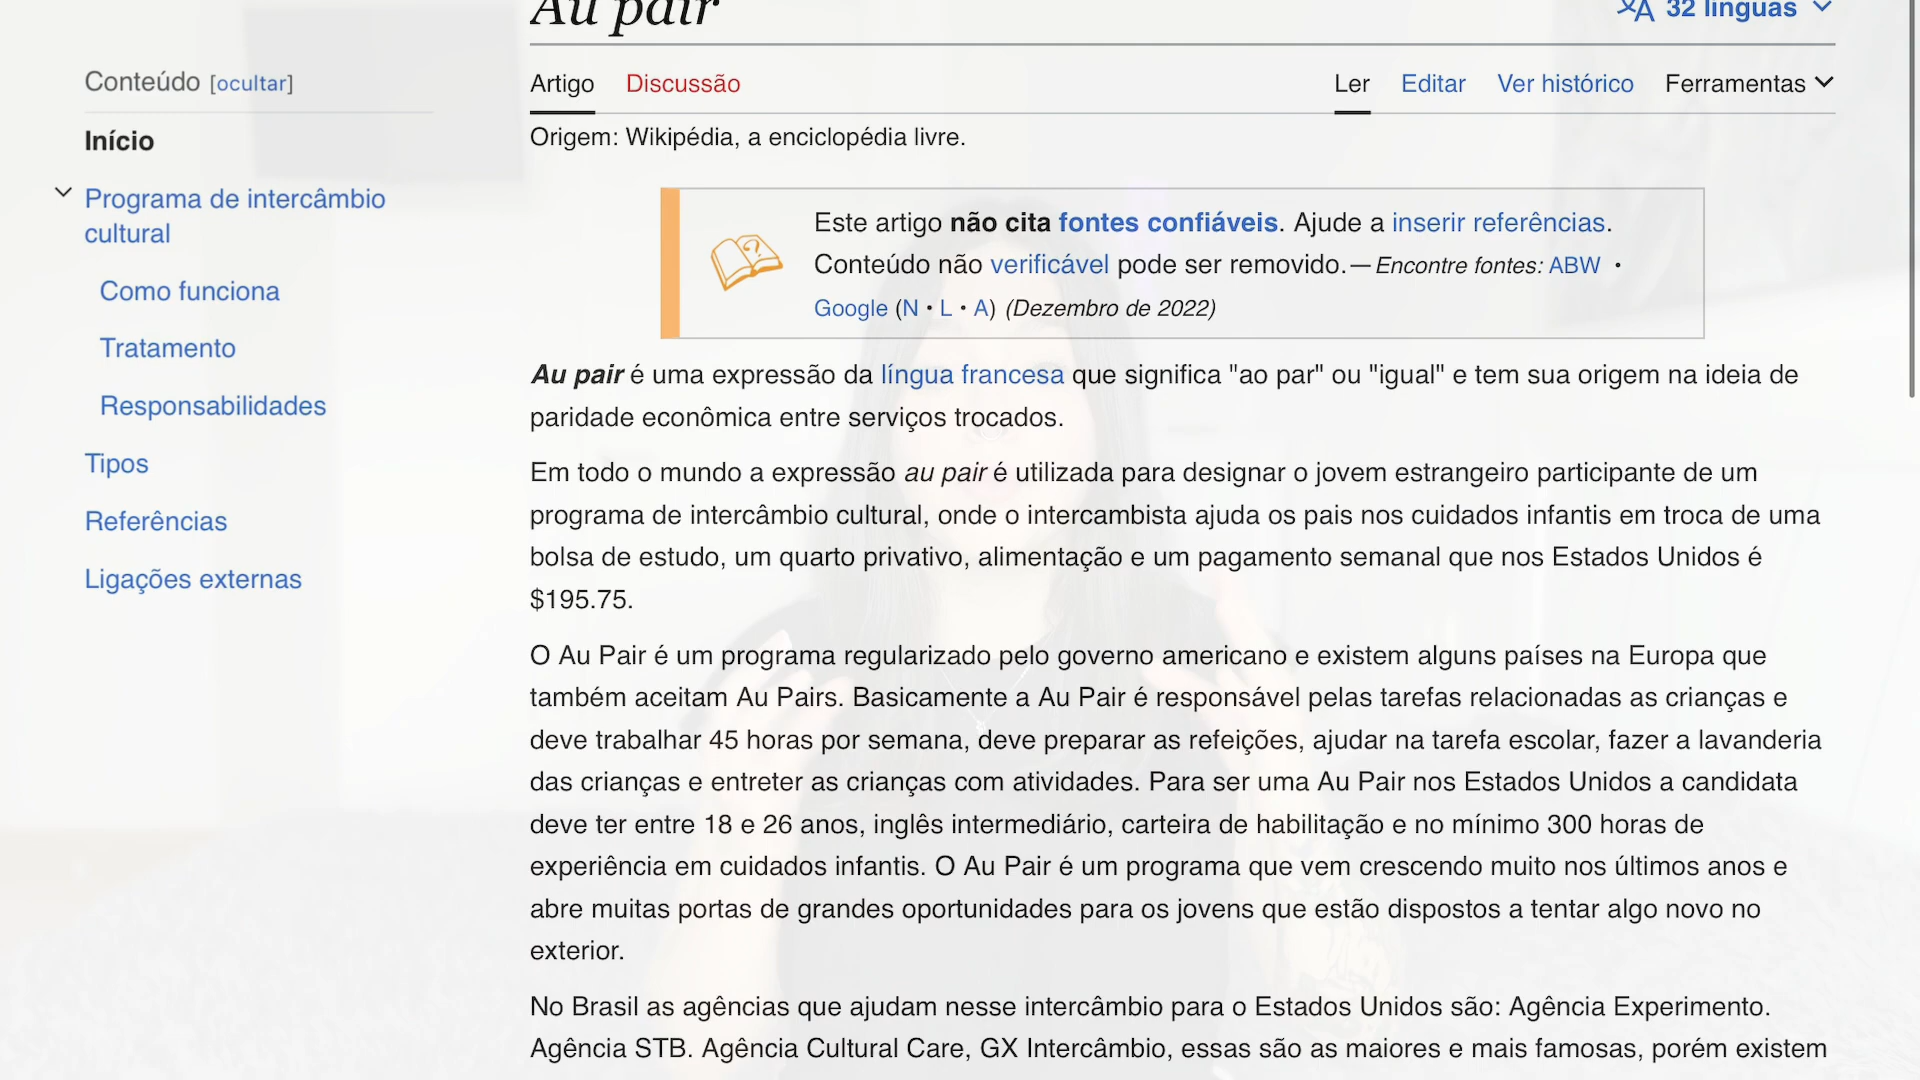 Au pair
32 línguas
Conteúdo [ocultar]
Início
Programa de intercâmbio
cultural
Como funciona
Tratamento
Responsabilidades
Tipos
Referências
Ligações externas
Artigo Discussão Ler Editar Ver histórico Ferramentas
Origem: Wikipédia, a enciclopédia livre.
Este artigo não cita fontes confiáveis. Ajude a inserir referências.
Conteúdo não verificável pode ser removido.—Encontre fontes: ABW •
Google (N • L • A) (Dezembro de 2022)
Au pair é uma expressão da língua francesa que significa "ao par" ou "igual" e tem sua origem na ideia de
paridade econômica entre serviços trocados.
Em todo o mundo a expressão au pair é utilizada para designar o jovem estrangeiro participante de um
programa de intercâmbio cultural, onde o intercambista ajuda os pais nos cuidados infantis em troca de uma
bolsa de estudo, um quarto privativo, alimentação e um pagamento semanal que nos Estados Unidos é
$195.75.
O Au Pair é um programa regularizado pelo governo americano e existem alguns países na Europa que
também aceitam Au Pairs. Basicamente a Au Pair é responsável pelas tarefas relacionadas as crianças e
deve trabalhar 45 horas por semana, deve preparar as refeições, ajudar na tarefa escolar, fazer a lavanderia
das crianças e entreter as crianças com atividades. Para ser uma Au Pair nos Estados Unidos a candidata
deve ter entre 18 e 26 anos, inglês intermediário, carteira de habilitação e no mínimo 300 horas de
experiência em cuidados infantis. O Au Pair é um programa que vem crescendo muito nos últimos anos e
abre muitas portas de grandes oportunidades para os jovens que estão dispostos a tentar algo novo no
exterior.
No Brasil as agências que ajudam nesse intercâmbio para o Estados Unidos são: Agência Experimento.
Agência STB. Agência Cultural Care, GX Intercâmbio, essas são as maiores e mais famosas, porém existem